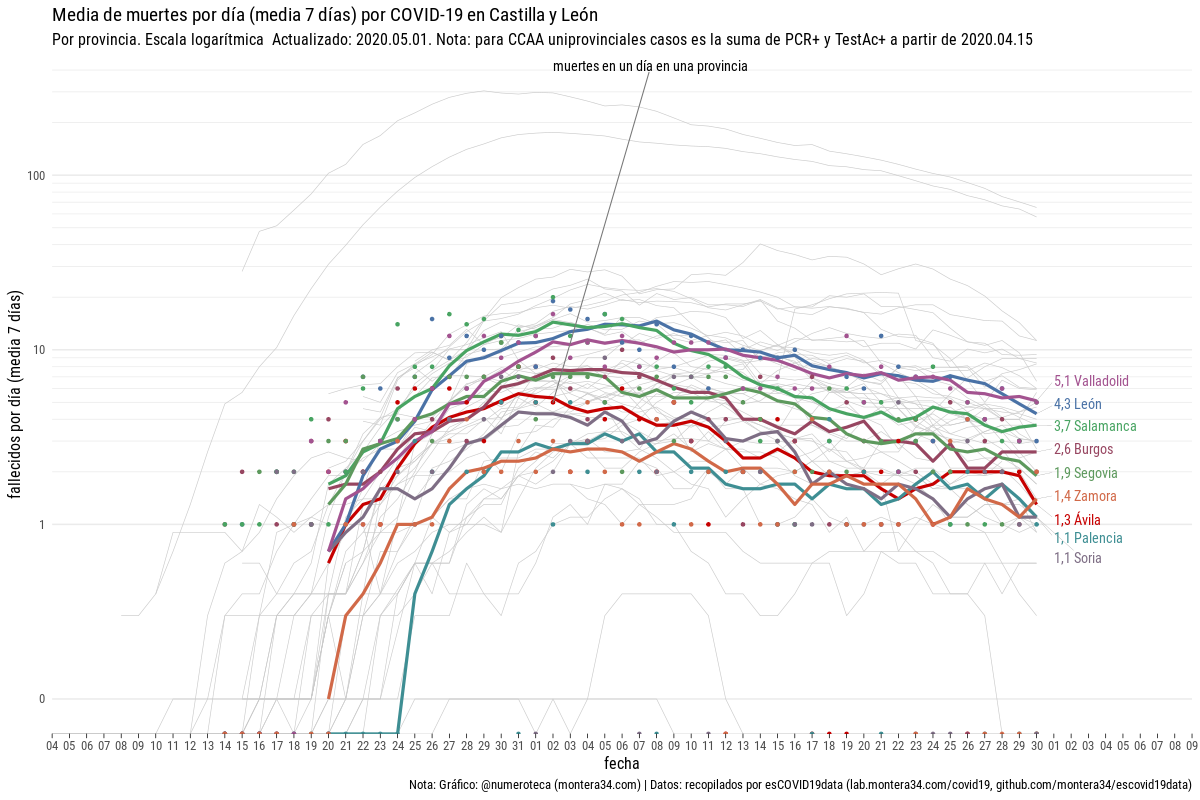 Media de muertes por día (media 7 días) por COVID-19 en Castilla y León
Por provincia. Escala logarítmica  Actualizado: 2020.05.01. Nota: para CCAA uniprovinciales casos es la suma de PCR+ y TestAc+ a partir de 2020.04.15
muertes en un día en una provincia
fallecidos por día (media  7 días)
100
10
1
0
5,1 Valladolid
4,3 León
3,7 Salamanca
2,6 Burgos
1,9 Segovia
1,4 Zamora
1,3 Ávila
1,1 Palencia
1,1 Soria
04 05 06 07 08 09 10 11 12 13 14 15 16 17 18 19 20 21 22 23 24 25 26 27 28 29 30 31 01 02 03 04 05 06 07 08 09 10 11 12 13 14 15 16 17 18 19 20 21 22 23 24 25 26 27 28 29 30 01 02 03 04 05 06 07 08 09
fecha
Nota: Gráfico: @numeroteca (montera34.com) | Datos: recopilados por esCOVID19data (lab.montera34.com/covid19, github.com/montera34/escovid19data)